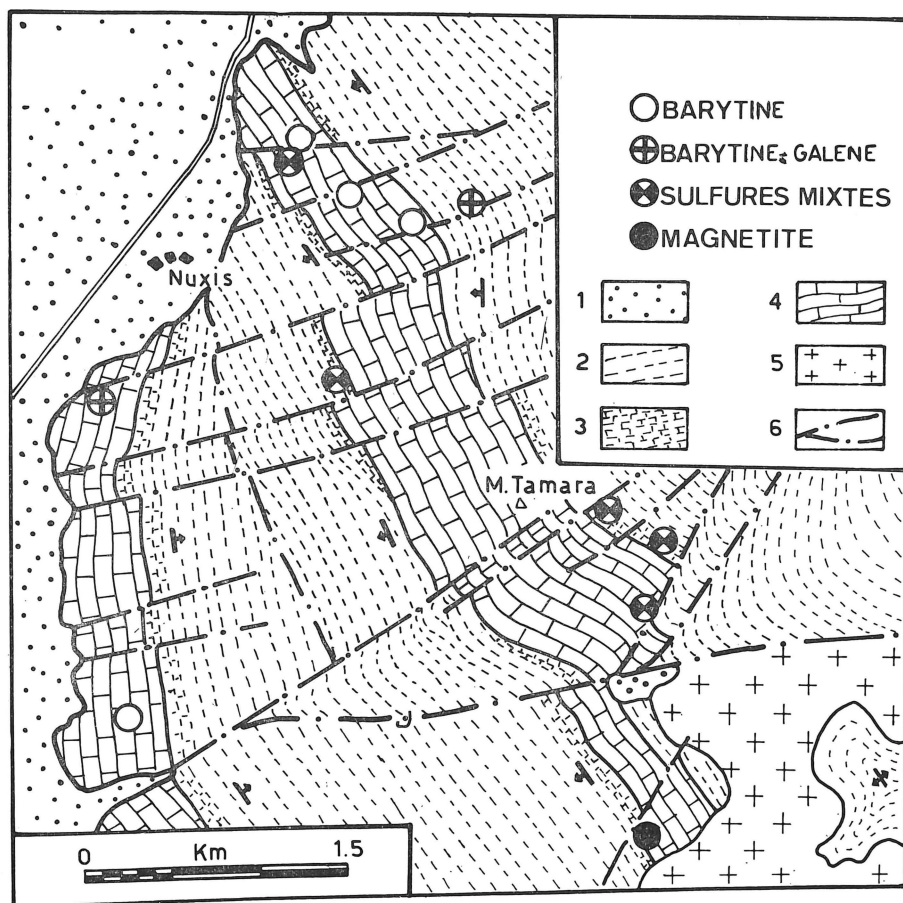 BARYTINE
BARYTINE & GALENE
SULFURES MIXTES
MAGNETITE
1
4
2
5
3
6
Nuxis
M. Tamara
0 Km 1.5